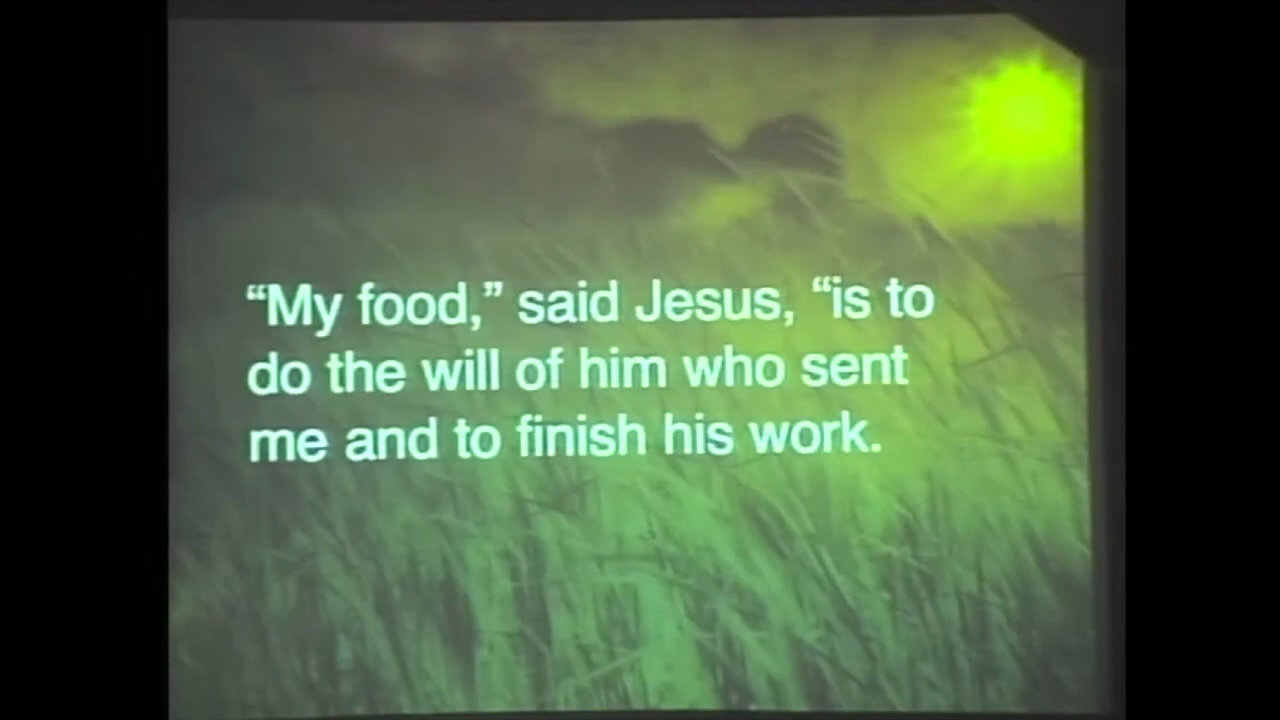 “My food,” said Jesus, “is to
do the will of him who sent
me and to finish his work.